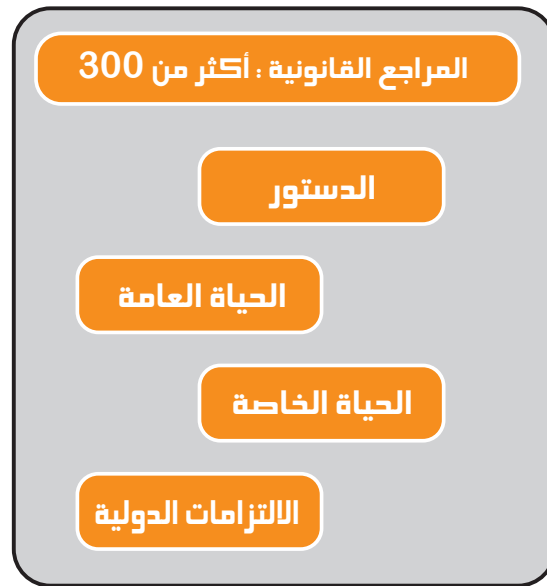 المراجع القانونية : أكثر من 300
الدستور
الحياة العامة
الحياة الخاصة
الالتزامات الدولية